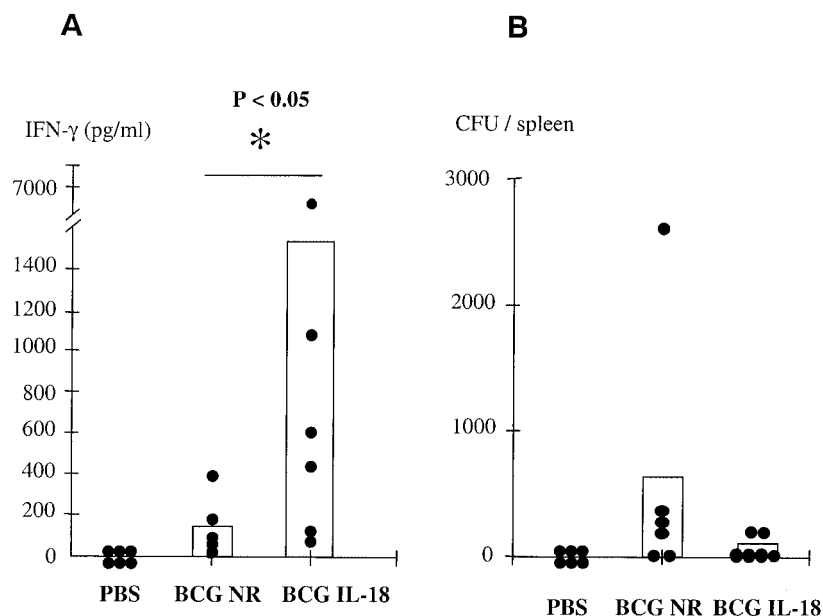 A
P < 0.05
IFN-γ (pg/ml)
*
7000
1400
1200
1000
800
600
400
200
0
PBS BCG NR BCG IL-18
B
CFU / spleen
3000
2000
1000
0
PBS BCG NR BCG IL-18